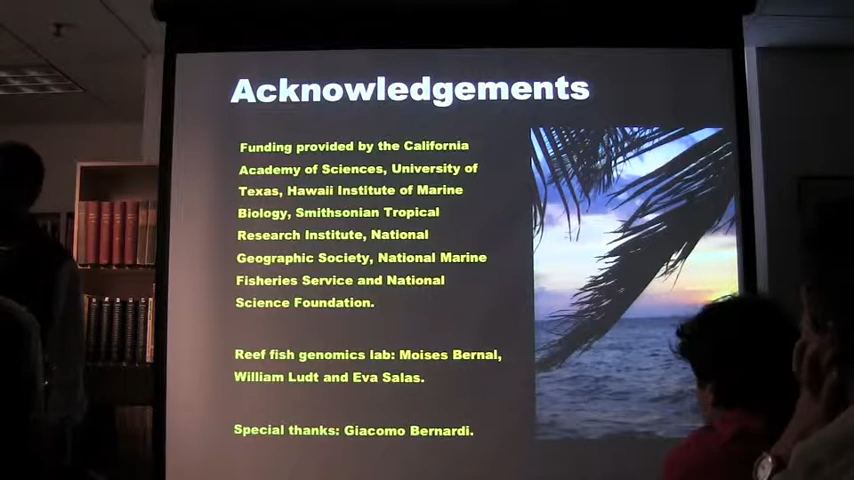 Acknowledgements
Funding provided by the California
Academy of Sciences, University of
Texas, Hawaii Institute of Marine
Biology, Smithsonian Tropical
Research Institute, National
Geographic Society, National Marine
Fisheries Service and National
Science Foundation.
Reef fish genomics lab: Moises Bernal,
William Ludt and Eva Salas.
Special thanks: Giacomo Bernardi.